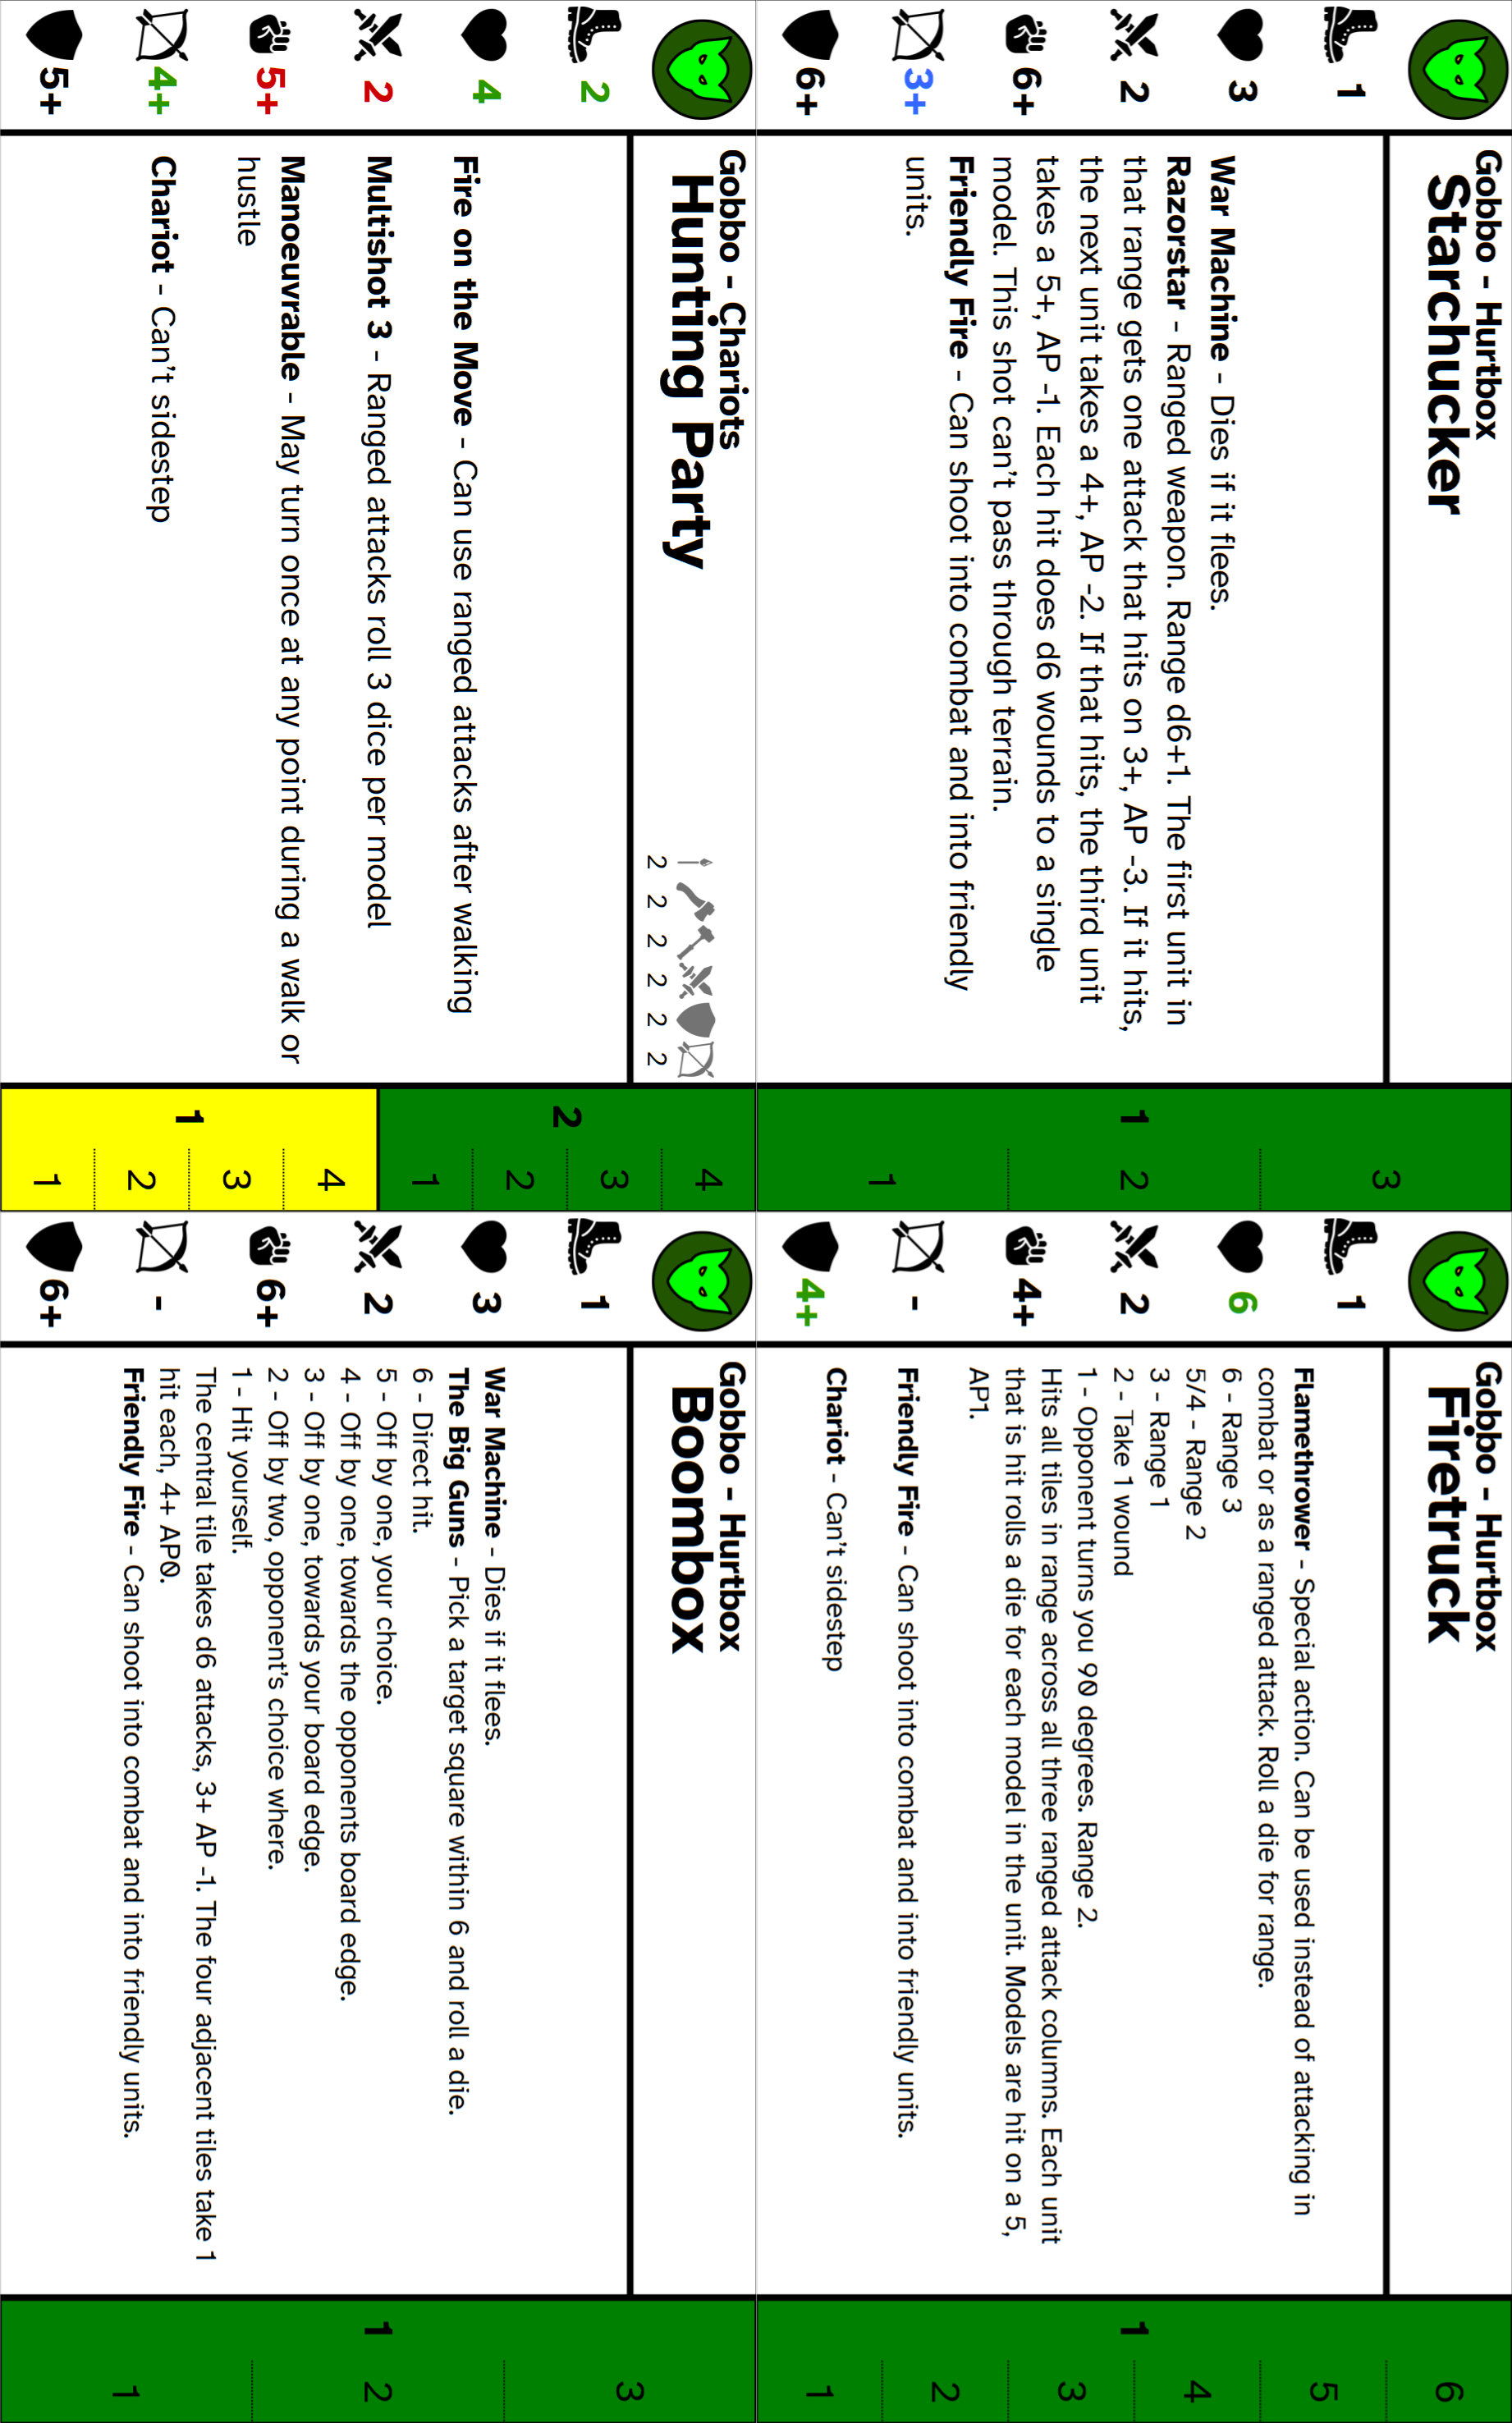 Gobbo - Hurtbox
Starchucker
1
3
2
6+
3+
6+
War Machine - Dies if it flees.
Razorstar - Ranged weapon. Range d6+1. The first unit in
that range gets one attack that hits on 3+, AP -3. If it hits,
the next unit takes a 4+, AP -2. If that hits, the third unit
takes a 5+, AP -1. Each hit does d6 wounds to a single
model. This shot can't pass through terrain.
Friendly Fire - Can shoot into combat and into friendly
units.
1
3
2
1
Gobbo - Hurtbox
Firetruck
1
6
2
4+
-
4+
Flamethrower - Special action. Can be used instead of attacking in
combat or as a ranged attack. Roll a die for range.
6 - Range 3
5/4 - Range 2
3 - Range 1
2 - Take 1 wound
1 - Opponent turns you 90 degrees. Range 2.
Hits all tiles in range across all three ranged attack columns. Each unit
that is hit rolls a die for each model in the unit. Models are hit on a 5,
AP1.
Friendly Fire - Can shoot into combat and into friendly units.
Chariot - Can't sidestep
1
6
5
4
3
2
1
Gobbo - Chariots
Hunting Party
2 2 2 2 2 2
2
4
2
5+
4+
5+
Fire on the Move - Can use ranged attacks after walking
Multishot 3 - Ranged attacks roll 3 dice per model
Manoeuvrable - May turn once at any point during a walk or
hustle
Chariot - Can't sidestep
2
4
3
2
1
1
4
3
2
1
Gobbo - Hurtbox
Boombox
1
3
2
6+
-
6+
War Machine - Dies if it flees.
The Big Guns - Pick a target square within 6 and roll a die.
6 - Direct hit.
5 - Off by one, your choice.
4 - Off by one, towards the opponents board edge.
3 - Off by one, towards your board edge.
2 - Off by two, opponent's choice where.
1 - Hit yourself.
The central tile takes d6 attacks, 3+ AP -1. The four adjacent tiles take 1
hit each, 4+ AP0.
Friendly Fire - Can shoot into combat and into friendly units.
1
3
2
1